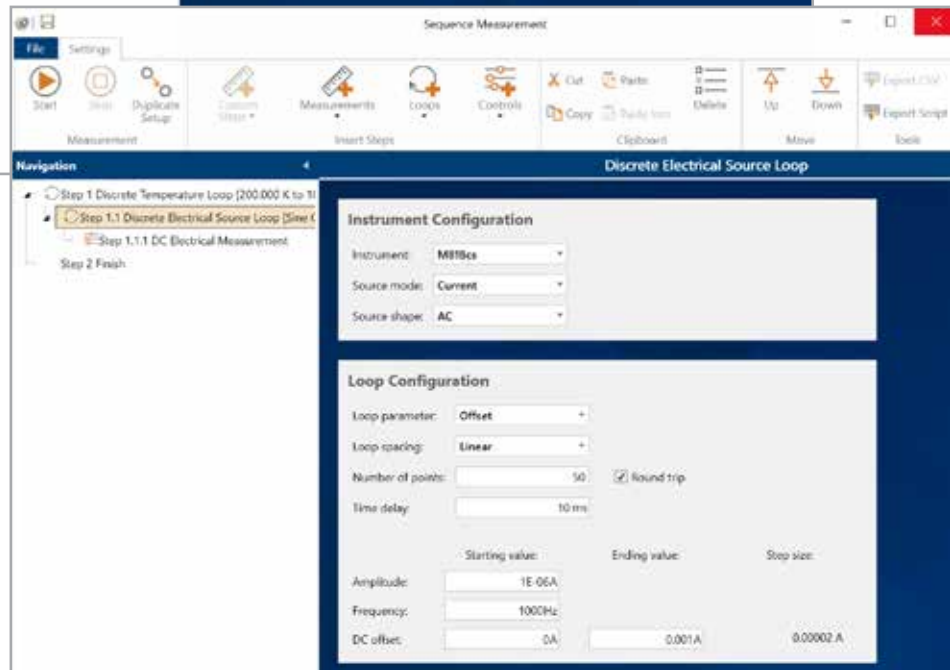 Sequence Measurement
File Settings
Start Duplicate Setup Measurements Loops Controls Cut Paste Copy Delete Up Down Export CSV Export Script
Measurement Insert Steps Clipboard Move Tools
Navigation Discrete Electrical Source Loop
Step 1 Discrete Temperature Loop [200.000 K to
Step 1.1 Discrete Electrical Source Loop [Sine
Step 1.1.1 DC Electrical Measurement
Step 2 Finish
Instrument Configuration
Instrument: M81Bcs
Source mode: Current
Source shape: AC
Loop Configuration
Loop parameter: Offset
Loop spacing: Linear
Number of points: 50 Round trip
Time delay: 10 ms
Starting value: Ending value: Step size:
Amplitude: 1E-06A
Frequency: 1000Hz
DC offset: 0A 0.001A 0.00002 A